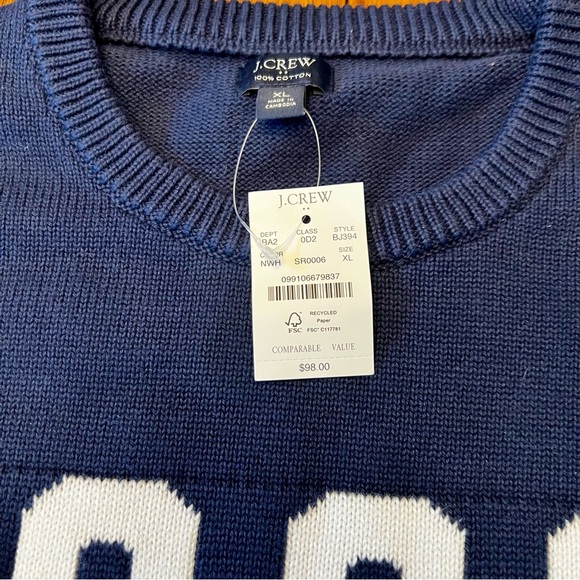 J.CREW
100% COTTON
XL
MADE IN
CAMBODIA
J.CREW
DEPT CLASS STYLE
BA2 0D2 BJ394
COLOR SIZE
NWH SR0006 XL
099106679837
RECYCLED
Paper
FSC
FSC® C117781
COMPARABLE VALUE
$98.00